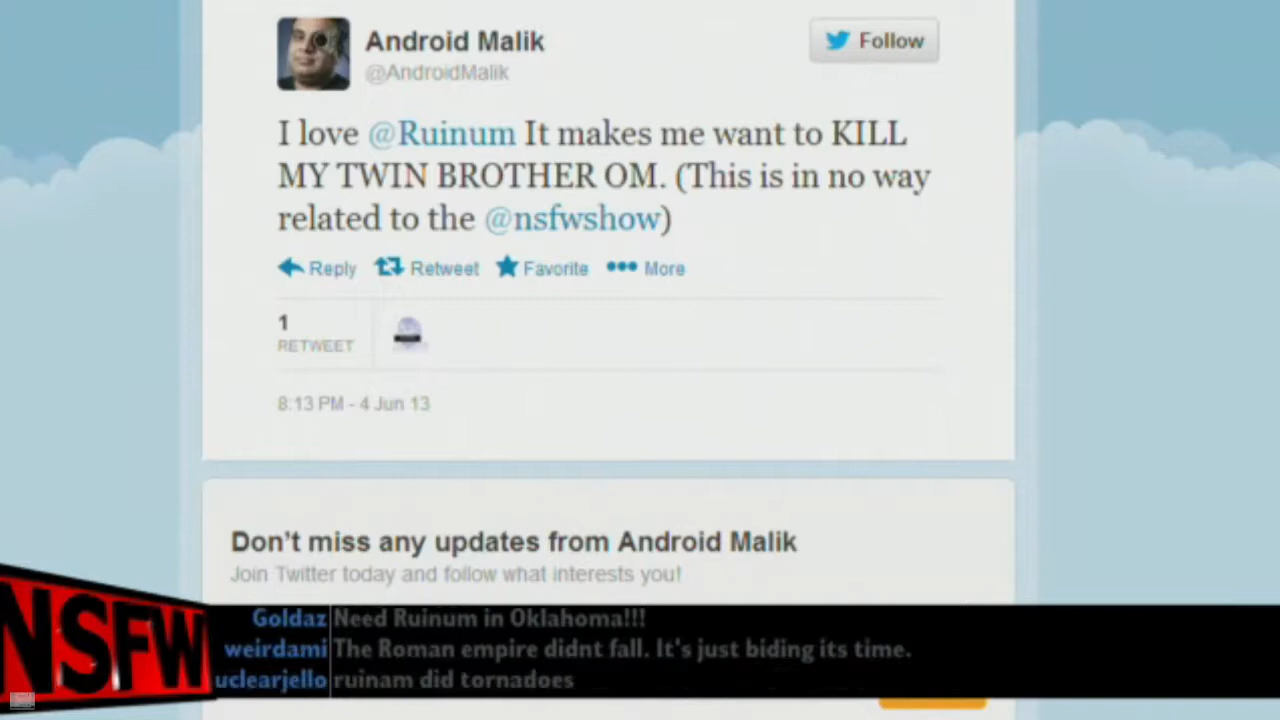 Android Malik
@AndroidMalik
Follow
I love @Ruinum It makes me want to KILL
MY TWIN BROTHER OM. (This is in no way
related to the @nsfwshow)
Reply Retweet Favorite More
1
RETWEET
8:13 PM - 4 Jun 13
Don't miss any updates from Android Malik
Join Twitter today and follow what interests you!
NSFW
Goldaz Need Ruinum in Oklahoma!!!
weirdami The Roman empire didnt fall. It's just biding its time.
uclearjello ruinam did tornadoes